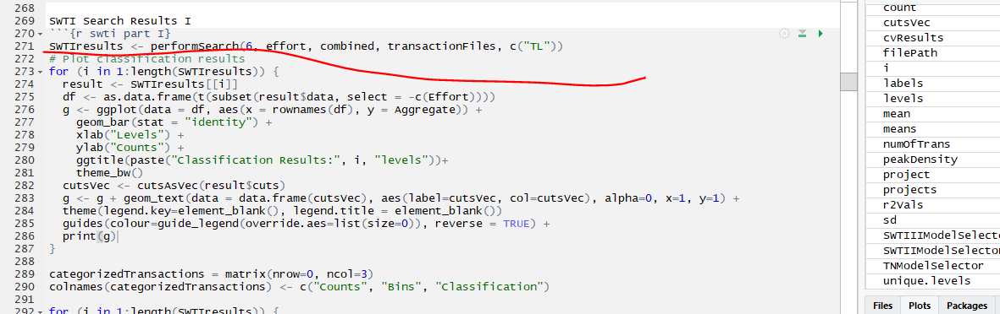 268
269 SWTI Search Results I
270 ```{r swti part I}
271 SWTIresults <- performSearch(6, effort, combined, transactionFiles, c("TL"))
272 # Plot classification results
273 for (i in 1:length(SWTIresults)) {
274 result <- SWTIresults[[i]]
275 df <- as.data.frame(t(subset(result$data, select = -c(Effort))))
276 g <- ggplot(data = df, aes(x = rownames(df), y = Aggregate)) +
277 geom_bar(stat = "identity") +
278 xlab("Levels") +
279 ylab("Counts") +
280 ggtitle(paste("Classification Results:", i, "levels"))+
281 theme_bw()
282 cutsVec <- cutsAsVec(result$cuts)
283 g <- g + geom_text(data = data.frame(cutsVec), aes(label=cutsVec, col=cutsVec), alpha=0, x=1, y=1) +
284 theme(legend.key=element_blank(), legend.title = element_blank())
285 guides(colour=guide_legend(override.aes=list(size=0)), reverse = TRUE) +
286 print(g)
287 }
288
289 categorizedTransactions = matrix(nrow=0, ncol=3)
290 colnames(categorizedTransactions) <- c("Counts", "Bins", "Classification")
291
292 for (i in 1:length(SWTIresults)) {
count
cutsVec
cvResults
filePath
i
labels
levels
mean
means
numOfTrans
peakDensity
project
projects
r2Vals
sd
SWTIIIModelSelect
SWTIIModelSelecto
TNModelSelector
unique.levels
Files Plots Packages